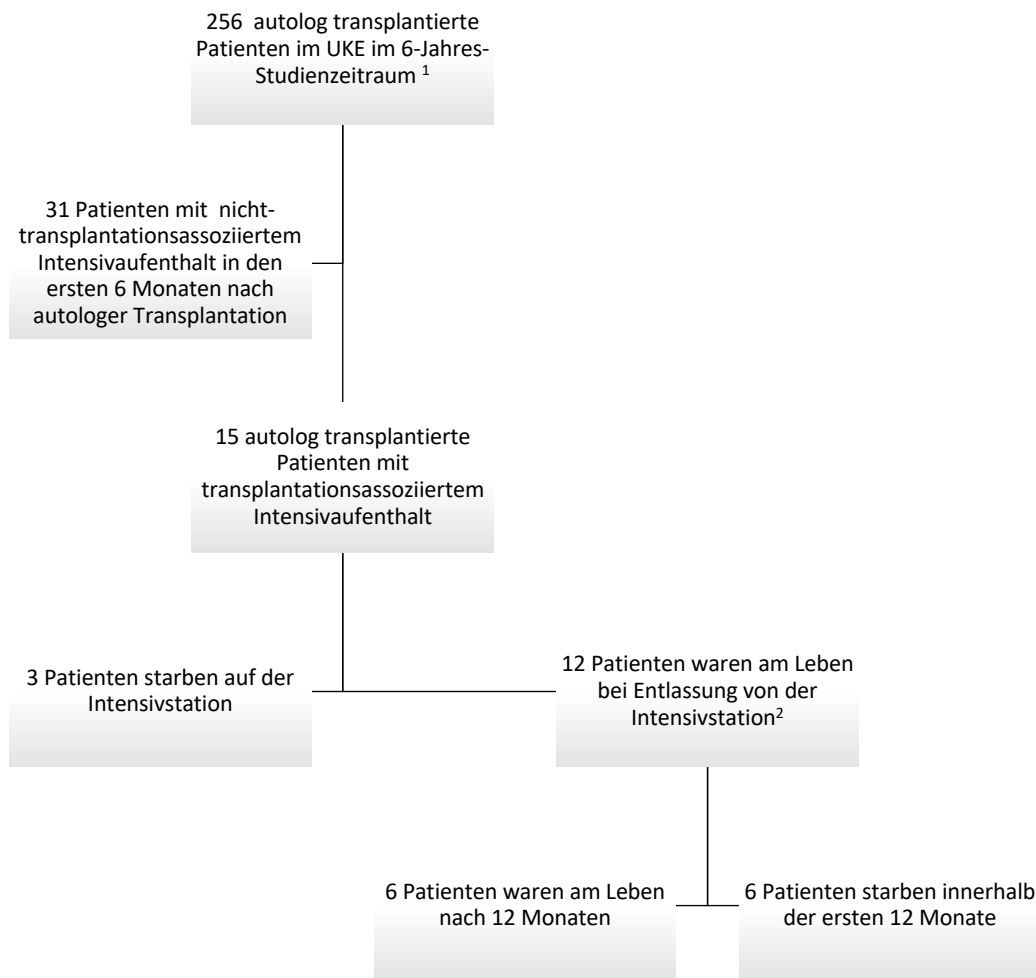 256 autolog transplantierte
Patienten im UKE im 6-Jahres-
Studienzeitraum ¹
31 Patienten mit nicht-
transplantationsassoziiertem
Intensivaufenthalt in den
ersten 6 Monaten nach
autologer Transplantation
15 autolog transplantierte
Patienten mit
transplantationsassoziiertem
Intensivaufenthalt
3 Patienten starben auf der
Intensivstation
12 Patienten waren am Leben
bei Entlassung von der
Intensivstation²
6 Patienten waren am Leben
nach 12 Monaten
6 Patienten starben innerhalb
der ersten 12 Monate